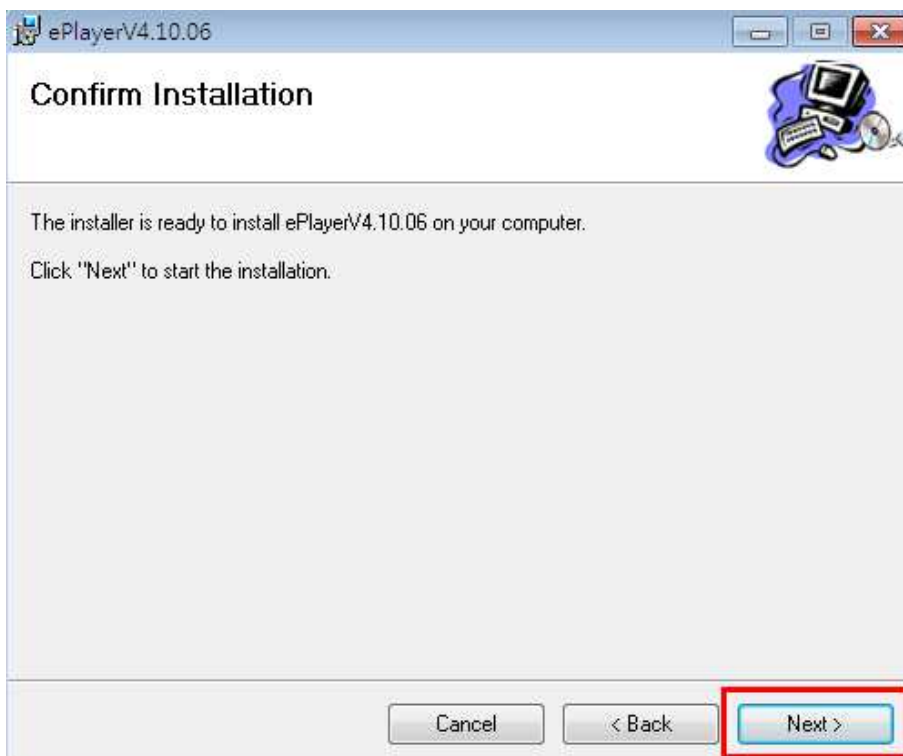 ePlayerV4.10.06
Confirm Installation
The installer is ready to install ePlayerV4.10.06 on your computer.
Click "Next" to start the installation.
Cancel
< Back
Next >